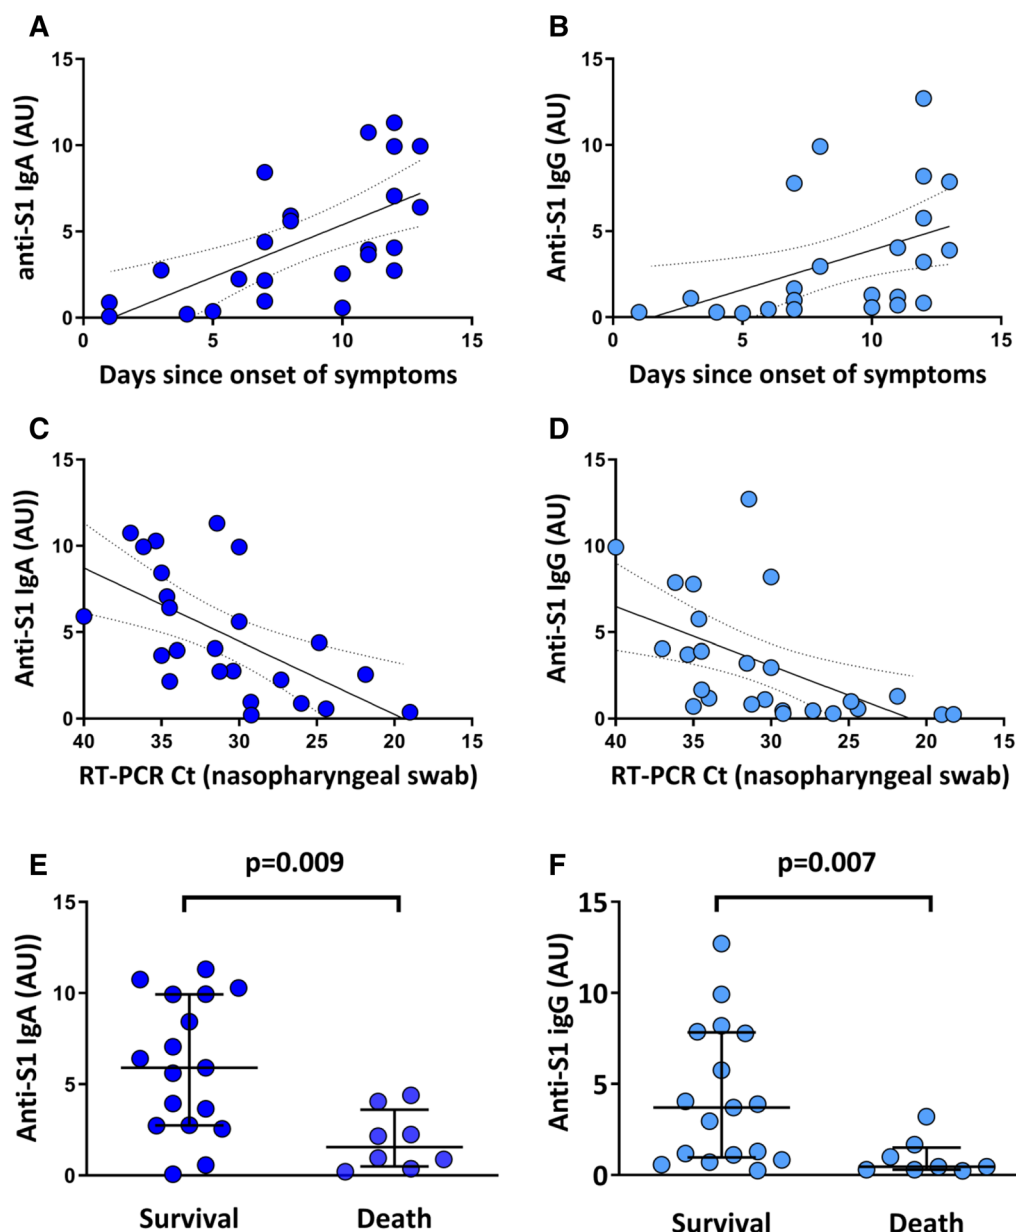 A
B
15
10
5
0
anti-S1 IgA (AU)
0 5 10 15
Days since onset of symptoms
15
10
5
0
Anti-S1 IgG (AU)
0 5 10 15
Days since onset of symptoms
C
D
15
10
5
0
Anti-S1 IgA (AU))
40 35 30 25 20 15
RT-PCR Ct (nasopharyngeal swab)
15
10
5
0
Anti-S1 IgG (AU)
40 35 30 25 20 15
RT-PCR Ct (nasopharyngeal swab)
E
p=0.009
15
10
5
0
Anti-S1 IgA (AU))
Survival Death
F
p=0.007
15
10
5
0
Anti-S1 igG (AU)
Survival Death